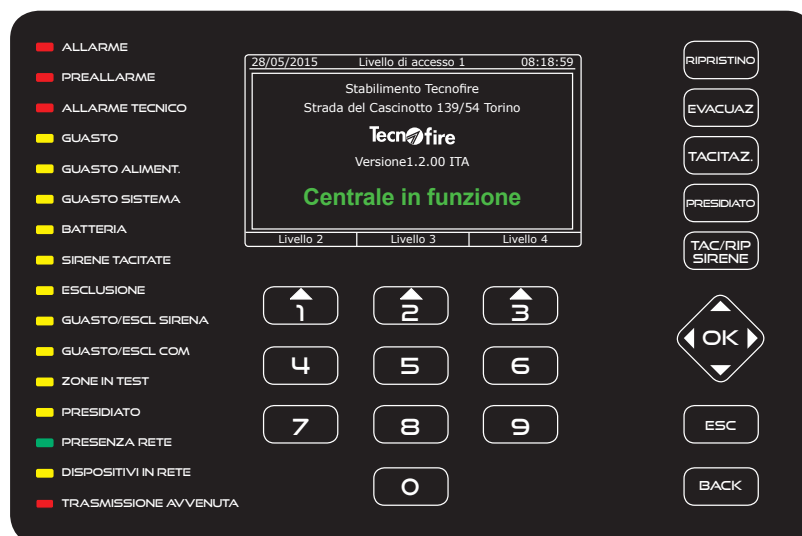 ALLARME
PREALLARME
ALLARME TECNICO
GUASTO
GUASTO ALIMENT.
GUASTO SISTEMA
BATTERIA
SIRENE TACITATE
ESCLUSIONE
GUASTO/ESCL SIRENA
GUASTO/ESCL COM
ZONE IN TEST
PRESIDIATO
PRESENZA RETE
DISPOSITIVI IN RETE
TRASMISSIONE AVVENUTA
28/05/2015 Livello di accesso 1 08:18:59
Stabilimento Tecnofire
Strada del Cascinotto 139/54 Torino
Tecnofire
Versione1.2.00 ITA
Centrale in funzione
Livello 2 Livello 3 Livello 4
1 2 3
4 5 6
7 8 9
0
RIPRISTINO
EVACUAZ
TACITAZ.
PRESIDIATO
TAC/RIP
SIRENE
OK
ESC
BACK